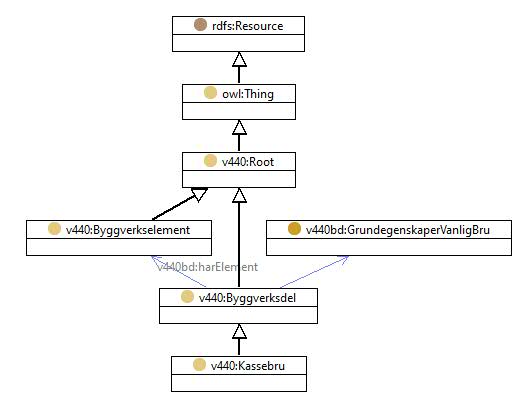 rdfs:Resource
owl:Thing
v440:Root
v440:Byggverkselement
v440bd:GrundegenskaperVanligBru
v440bd:harElement
v440:Byggverksdel
v440:Kassebru